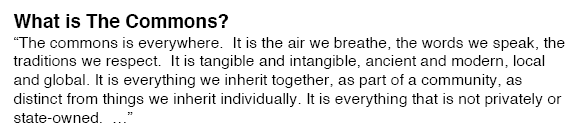 What is The Commons?
“The commons is everywhere.  It is the air we breathe, the words we speak, the
traditions we respect.  It is tangible and intangible, ancient and modern, local
and global. It is everything we inherit together, as part of a community, as
distinct from things we inherit individually. It is everything that is not privately or
state-owned.  …”